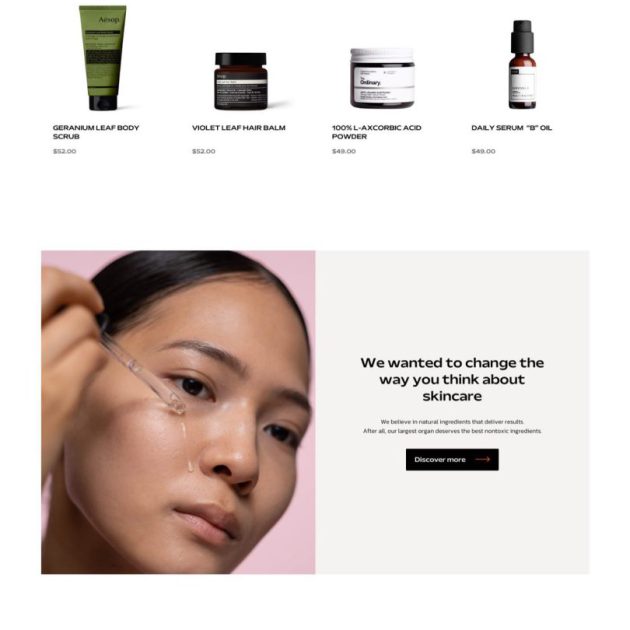 Aesop.
Aesop.
The
Ordinary.
GERANIUM LEAF BODY
SCRUB
$52.00
VIOLET LEAF HAIR BALM
$52.00
100% L-AXCORBIC ACID
POWDER
$49.00
DAILY SERUM "B" OIL
$49.00
We wanted to change the
way you think about
skincare
We believe in natural ingredients that deliver results.
After all, our largest organ deserves the best nontoxic ingredients.
Discover more